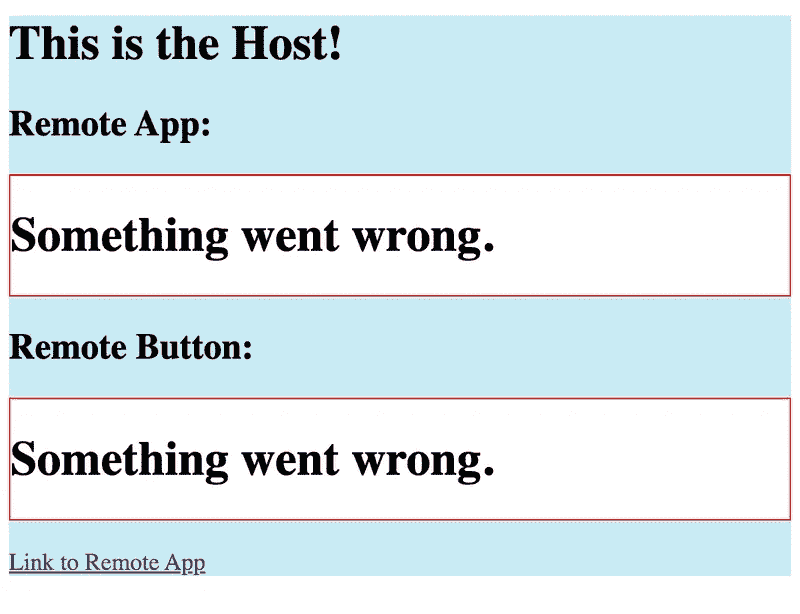 This is the Host!
Remote App:
Something went wrong.
Remote Button:
Something went wrong.
Link to Remote App